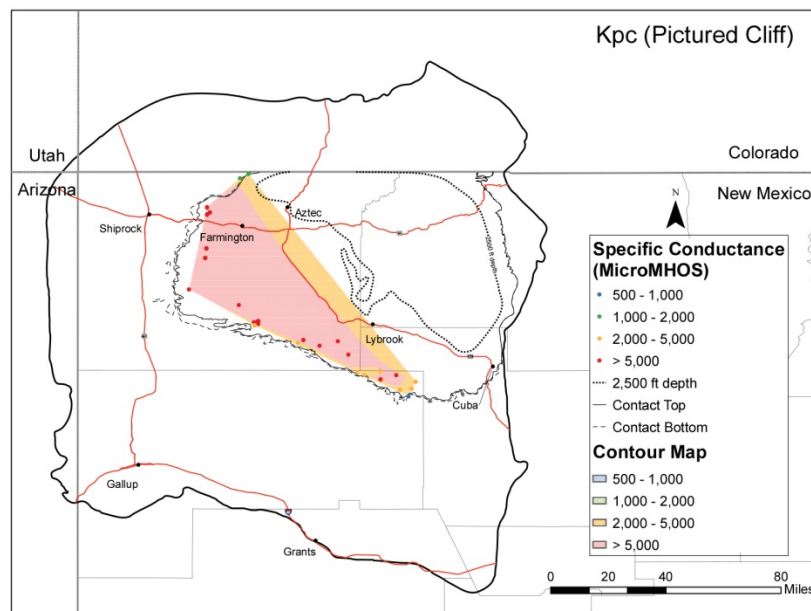 Kpc (Pictured Cliff)
Utah
Colorado
Arizona
New Mexico
N
Aztec
Shiprock
Farmington
2500 ft depth
Lybrook
Cuba
Gallup
Grants
Specific Conductance
(MicroMHOS)
500 - 1,000
1,000 - 2,000
2,000 - 5,000
> 5,000
2,500 ft depth
Contact Top
Contact Bottom
Contour Map
500 - 1,000
1,000 - 2,000
2,000 - 5,000
> 5,000
0 20 40 80
Miles